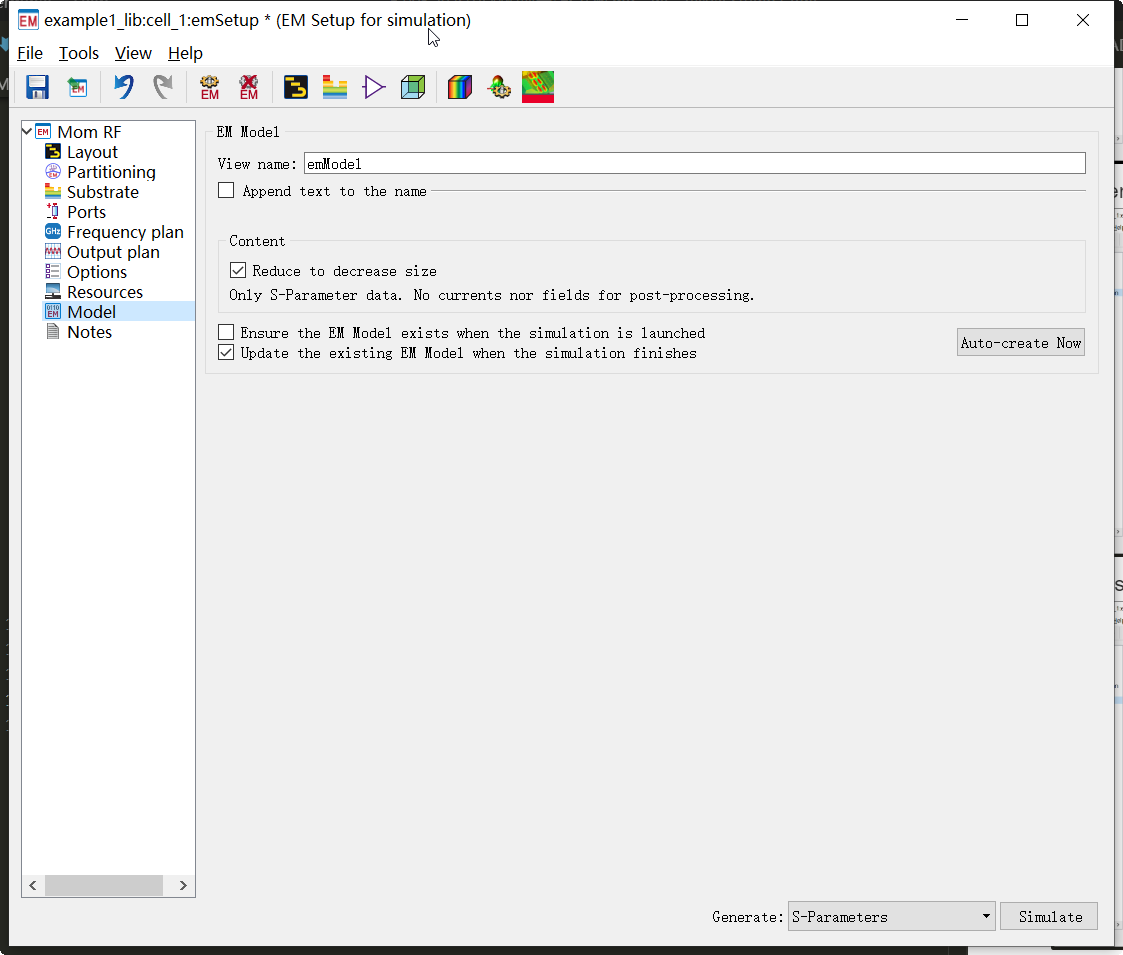 EM example1_lib:cell_1:emSetup * (EM Setup for simulation)
File Tools View Help
EM EM EM
EM Mom RF
Layout
Partitioning
Substrate
Ports
GHz Frequency plan
Output plan
Options
Resources
Model
Notes
EM Model
View name: emModel
Append text to the name
Content
Reduce to decrease size
Only S-Parameter data. No currents nor fields for post-processing.
Ensure the EM Model exists when the simulation is launched
Update the existing EM Model when the simulation finishes
Auto-create Now
Generate: S-Parameters Simulate